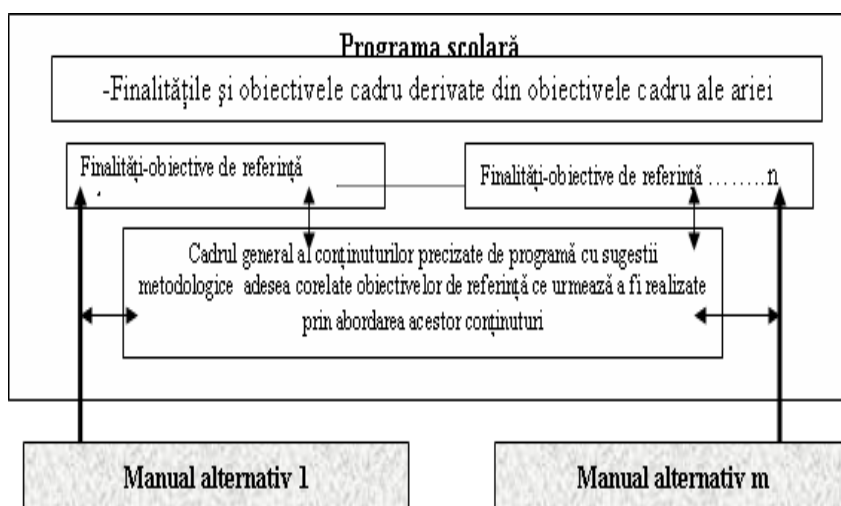 Programa școlară
-Finalitățile și obiectivele cadru derivate din obiectivele cadru ale ariei
Finalități-obiective de referință
Finalități-obiective de referință ........n
Cadrul general al conținuturilor precizate de programă cu sugestii
metodologice adesea corelate obiectivelor de referință ce urmează a fi realizate
prin abordarea acestor conținuturi
Manual alternativ 1
Manual alternativ m